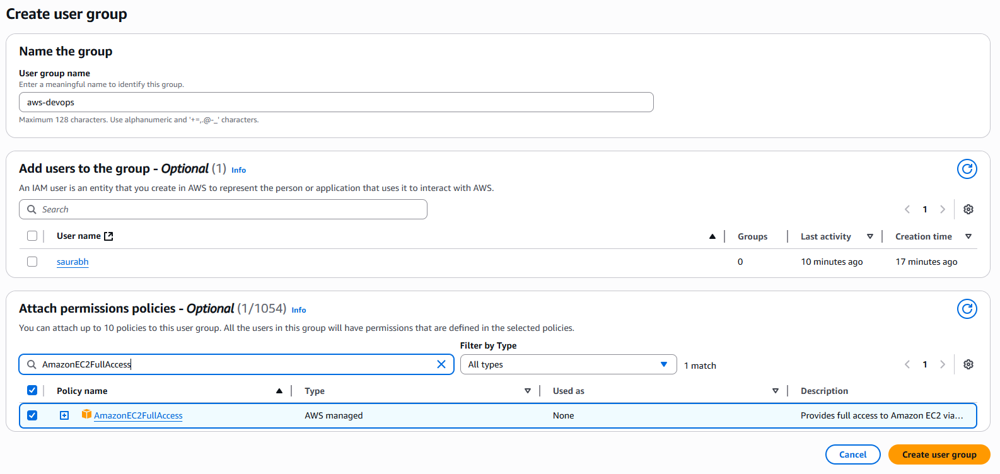 Create user group
Name the group
User group name
Enter a meaningful name to identify this group.
aws-devops
Maximum 128 characters. Use alphanumeric and '+=,.@-_' characters.
Add users to the group - Optional (1) Info
An IAM user is an entity that you create in AWS to represent the person or application that uses it to interact with AWS.
Search
1
User name Groups Last activity Creation time
saurabh 0 10 minutes ago 17 minutes ago
Attach permissions policies - Optional (1/1054) Info
You can attach up to 10 policies to this user group. All the users in this group will have permissions that are defined in the selected policies.
Filter by Type
AmazonEC2FullAccess All types 1 match 1
Policy name Type Used as Description
AmazonEC2FullAccess AWS managed None Provides full access to Amazon EC2 via…
Cancel Create user group